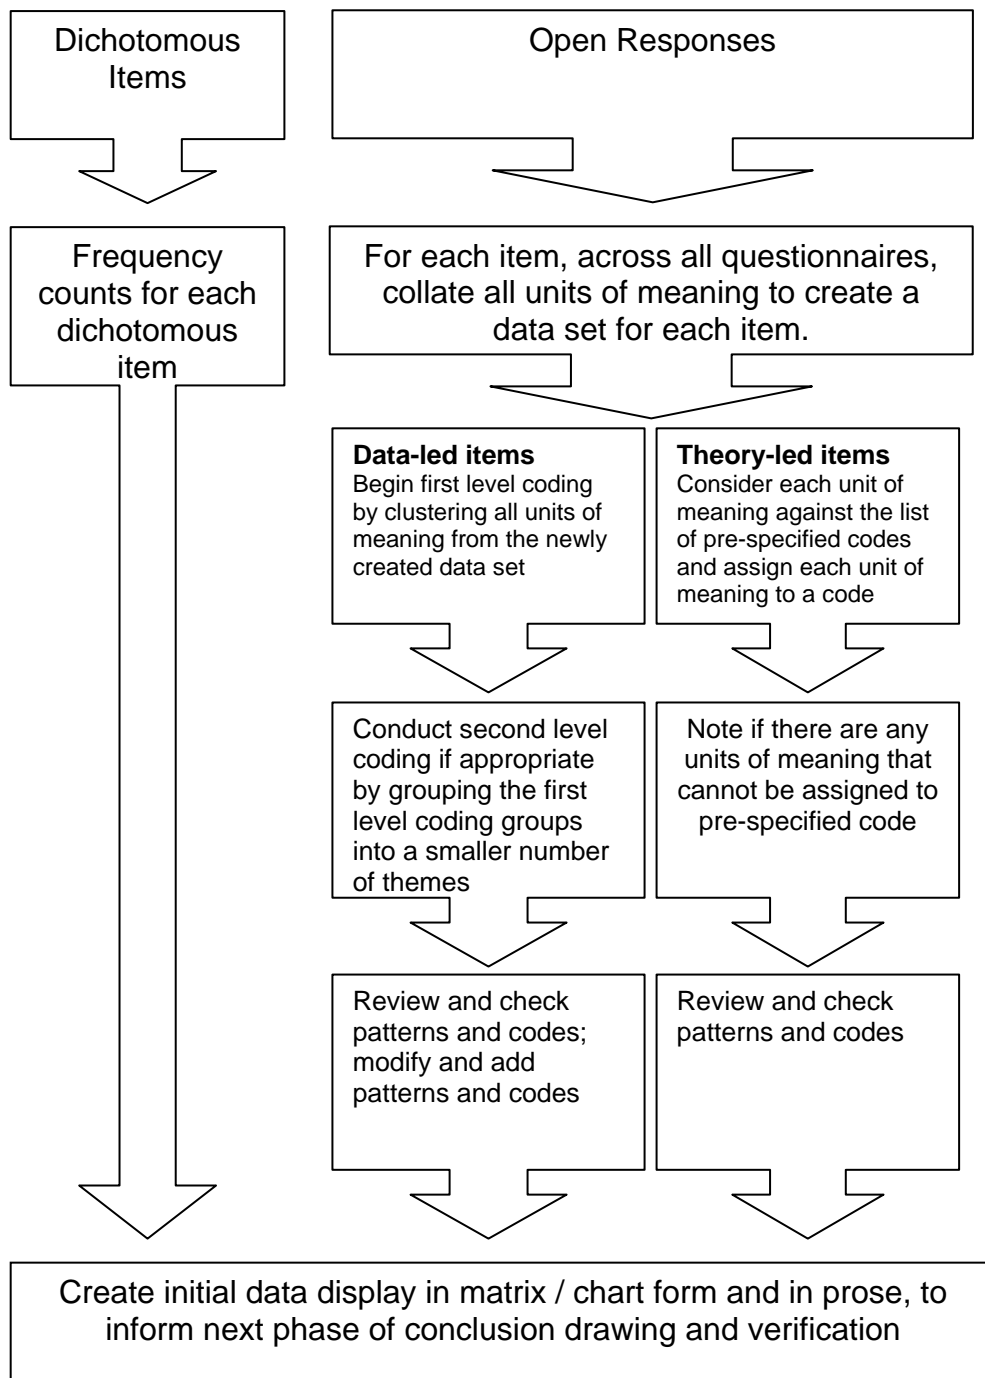 Dichotomous
Items
Open Responses
Frequency
counts for each
dichotomous
item
For each item, across all questionnaires,
collate all units of meaning to create a
data set for each item.
Data-led items
Begin first level coding
by clustering all units of
meaning from the newly
created data set
Theory-led items
Consider each unit of
meaning against the list
of pre-specified codes
and assign each unit of
meaning to a code
Conduct second level
coding if appropriate
by grouping the first
level coding groups
into a smaller number
of themes
Note if there are any
units of meaning that
cannot be assigned to
pre-specified code
Review and check
patterns and codes;
modify and add
patterns and codes
Review and check
patterns and codes
Create initial data display in matrix / chart form and in prose, to
inform next phase of conclusion drawing and verification